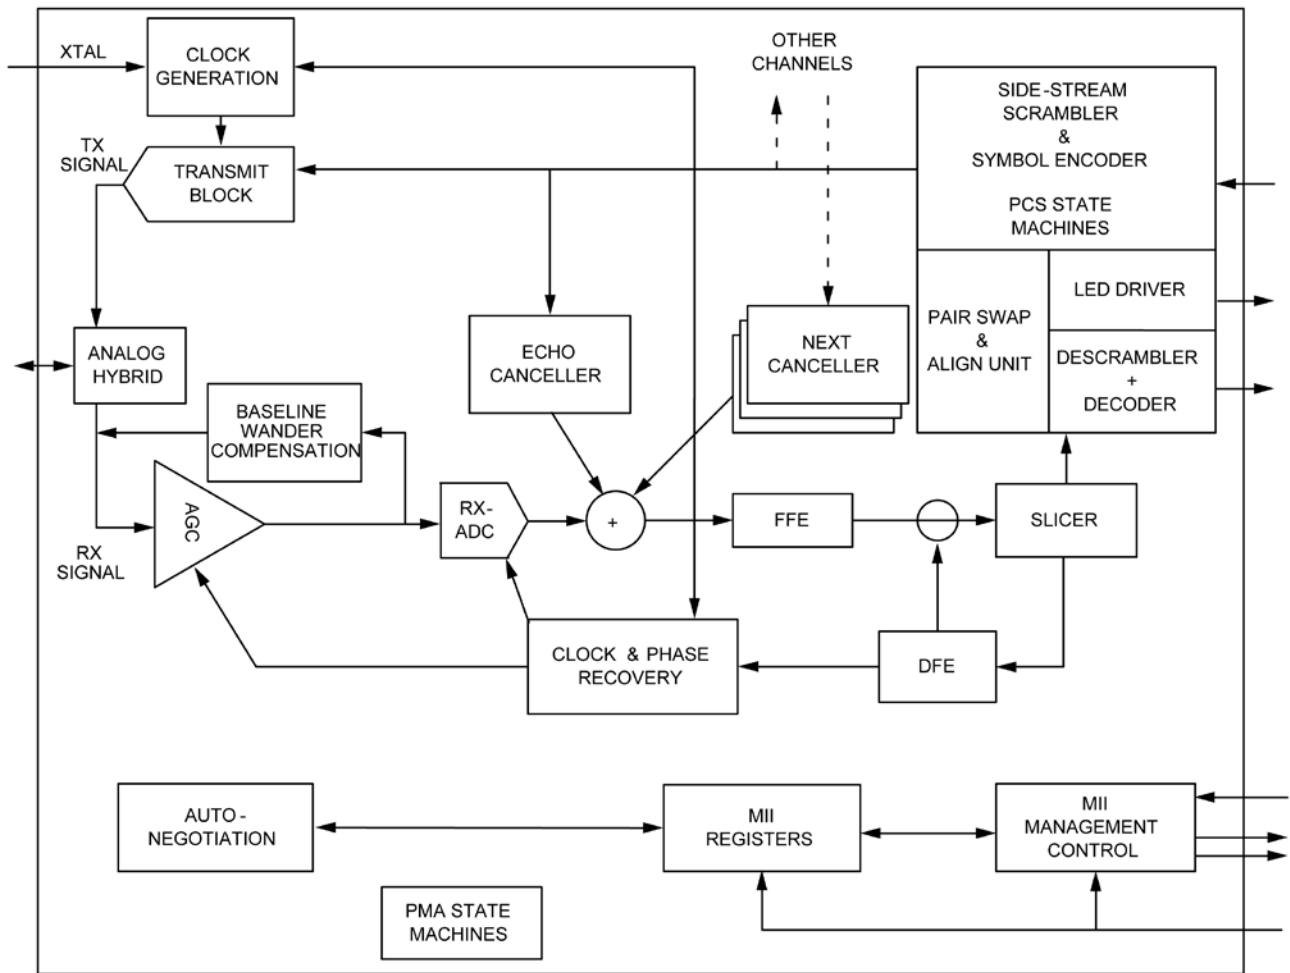 XTAL
CLOCK
GENERATION
OTHER
CHANNELS
SIDE-STREAM
SCRAMBLER
&
SYMBOL ENCODER
PCS STATE
MACHINES
TX
SIGNAL
TRANSMIT
BLOCK
LED DRIVER
PAIR SWAP
&
ALIGN UNIT
DESCRAMBLER
+
DECODER
ANALOG
HYBRID
ECHO
CANCELLER
NEXT
CANCELLER
BASELINE
WANDER
COMPENSATION
AGC
RX-
ADC
+
FFE
SLICER
RX
SIGNAL
CLOCK & PHASE
RECOVERY
DFE
AUTO-
NEGOTIATION
MII
REGISTERS
MII
MANAGEMENT
CONTROL
PMA STATE
MACHINES